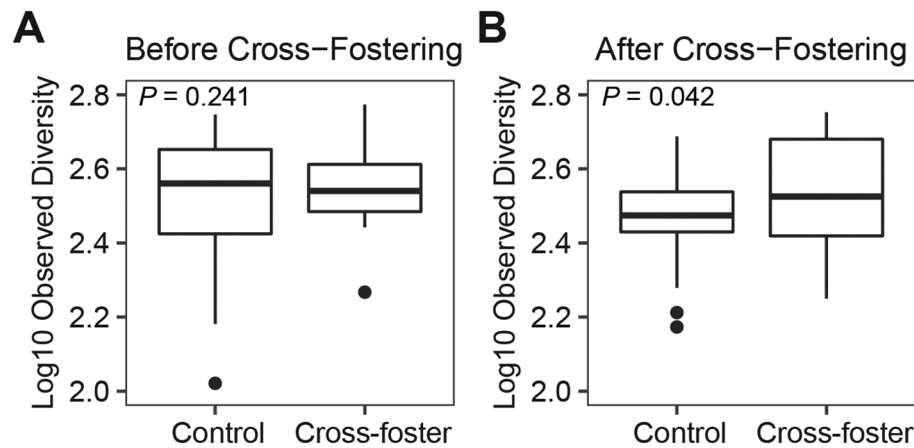 A
Before Cross−Fostering
P = 0.241
Log10 Observed Diversity
2.8
2.6
2.4
2.2
2.0
Control
Cross-foster
B
After Cross−Fostering
P = 0.042
Log10 Observed Diversity
2.8
2.6
2.4
2.2
2.0
Control
Cross-foster